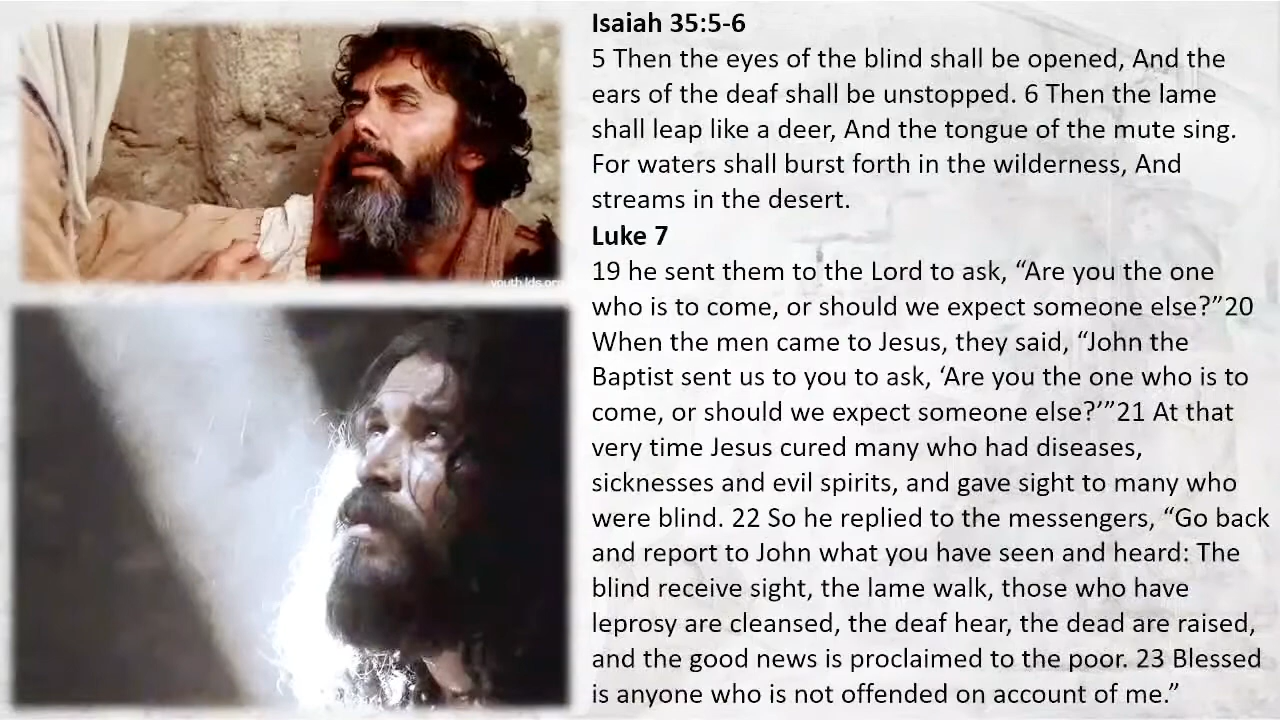 Isaiah 35:5-6
5 Then the eyes of the blind shall be opened, And the
ears of the deaf shall be unstopped. 6 Then the lame
shall leap like a deer, And the tongue of the mute sing.
For waters shall burst forth in the wilderness, And
streams in the desert.
Luke 7
19 he sent them to the Lord to ask, “Are you the one
who is to come, or should we expect someone else?”20
When the men came to Jesus, they said, “John the
Baptist sent us to you to ask, ‘Are you the one who is to
come, or should we expect someone else?’”21 At that
very time Jesus cured many who had diseases,
sicknesses and evil spirits, and gave sight to many who
were blind. 22 So he replied to the messengers, “Go back
and report to John what you have seen and heard: The
blind receive sight, the lame walk, those who have
leprosy are cleansed, the deaf hear, the dead are raised,
and the good news is proclaimed to the poor. 23 Blessed
is anyone who is not offended on account of me.”
youth.lds.org